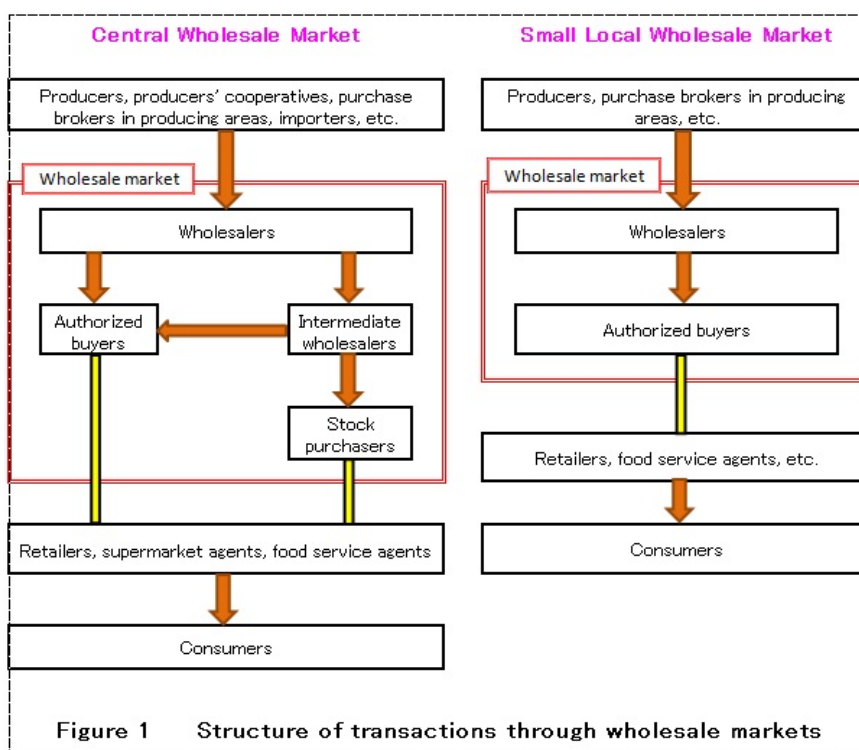 Central Wholesale Market
Producers, producers' cooperatives, purchase
brokers in producing areas, importers, etc.
Wholesale market
Wholesalers
Authorized
buyers
Intermediate
wholesalers
Stock
purchasers
Retailers, supermarket agents, food service agents
Consumers
Small Local Wholesale Market
Producers, purchase brokers in producing
areas, etc.
Wholesale market
Wholesalers
Authorized buyers
Retailers, food service agents, etc.
Consumers
Figure 1 Structure of transactions through wholesale markets